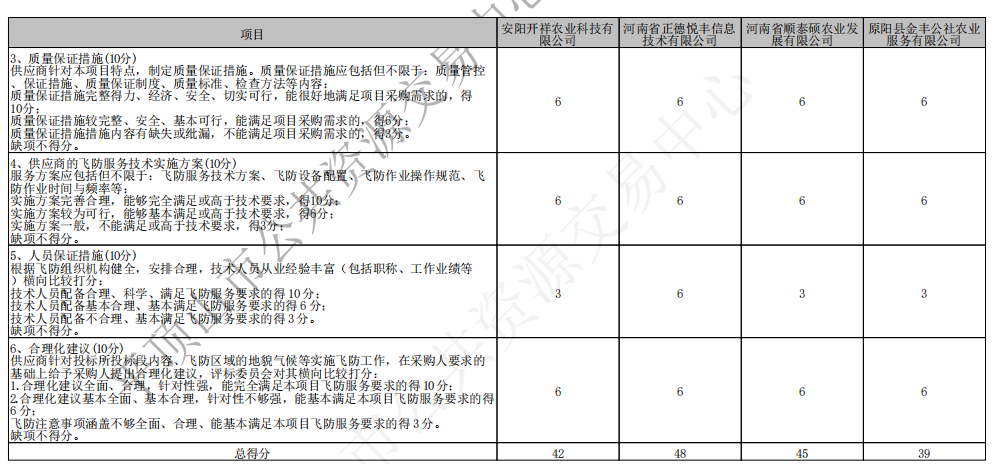 项目
安阳开祥农业科技有
限公司
河南省正德悦丰信息
技术有限公司
河南省顺泰硕农业发
展有限公司
原阳县金丰公社农业
服务有限公司
3、质量保证措施(10分)
供应商针对本项目特点，制定质量保证措施。质量保证措施应包括但不限于：质量管控
、保证措施、质量保证制度、质量标准、检查方法等内容；
质量保证措施完整得力、经济、安全、切实可行，能很好地满足项目采购需求的，得
10分；
质量保证措施较完整、安全、基本可行，能满足项目采购需求的，得6分；
质量保证措施措施内容有缺失或纰漏，不能满足项目采购需求的，得3分。
缺项不得分。
6 6 6 6
4、供应商的飞防服务技术实施方案(10分)
服务方案应包括但不限于：飞防服务技术方案、飞防设备配置、飞防作业操作规范、飞
防作业时间与频率等；
实施方案完善合理，能够完全满足或高于技术要求，得10分；
实施方案较为可行，能够基本满足或高于技术要求，得6分；
实施方案一般，不能满足或高于技术要求，得3分；
缺项不得分。
6 6 6 6
5、人员保证措施(10分)
根据飞防组织机构健全，安排合理，技术人员从业经验丰富（包括职称、工作业绩等
）横向比较打分：
技术人员配备合理、科学、满足飞防服务要求的得 10 分；
技术人员配备基本合理、基本满足飞防服务要求的得 6 分；
技术人员配备不合理、基本满足飞防服务要求的得 3 分。
缺项不得分。
3 6 3 3
6、合理化建议(10分)
供应商针对投标所投标段内容、飞防区域的地貌气候等实施飞防工作，在采购人要求的
基础上给予采购人提出合理化建议，评标委员会对其横向比较打分：
1.合理化建议全面、合理，针对性强，能完全满足本项目飞防服务要求的得 10分；
2.合理化建议基本全面、基本合理，针对性不够强，能基本满足本项目飞防服务要求的得
6 分；
飞防注意事项涵盖不够全面、合理、能基本满足本项目飞防服务要求的得 3 分。
缺项不得分。
6 6 6 6
总得分 42 48 45 39
平顶山市公共资源交易中心
市公共资源交易中心